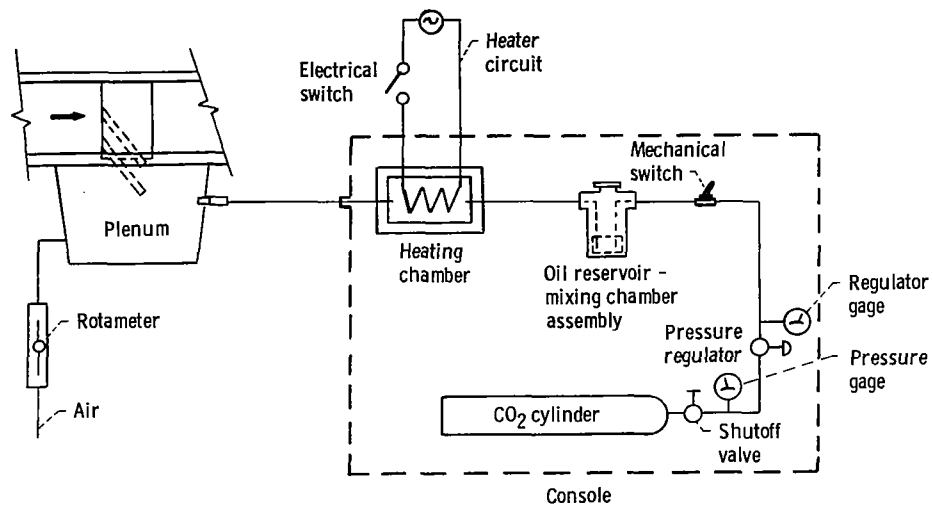 Heater
circuit
Electrical
switch
Mechanical
switch
Plenum
Heating
chamber
Oil reservoir -
mixing chamber
assembly
Regulator
gage
Rotameter
Pressure
regulator
Pressure
gage
Air
CO2 cylinder
Shutoff
valve
Console